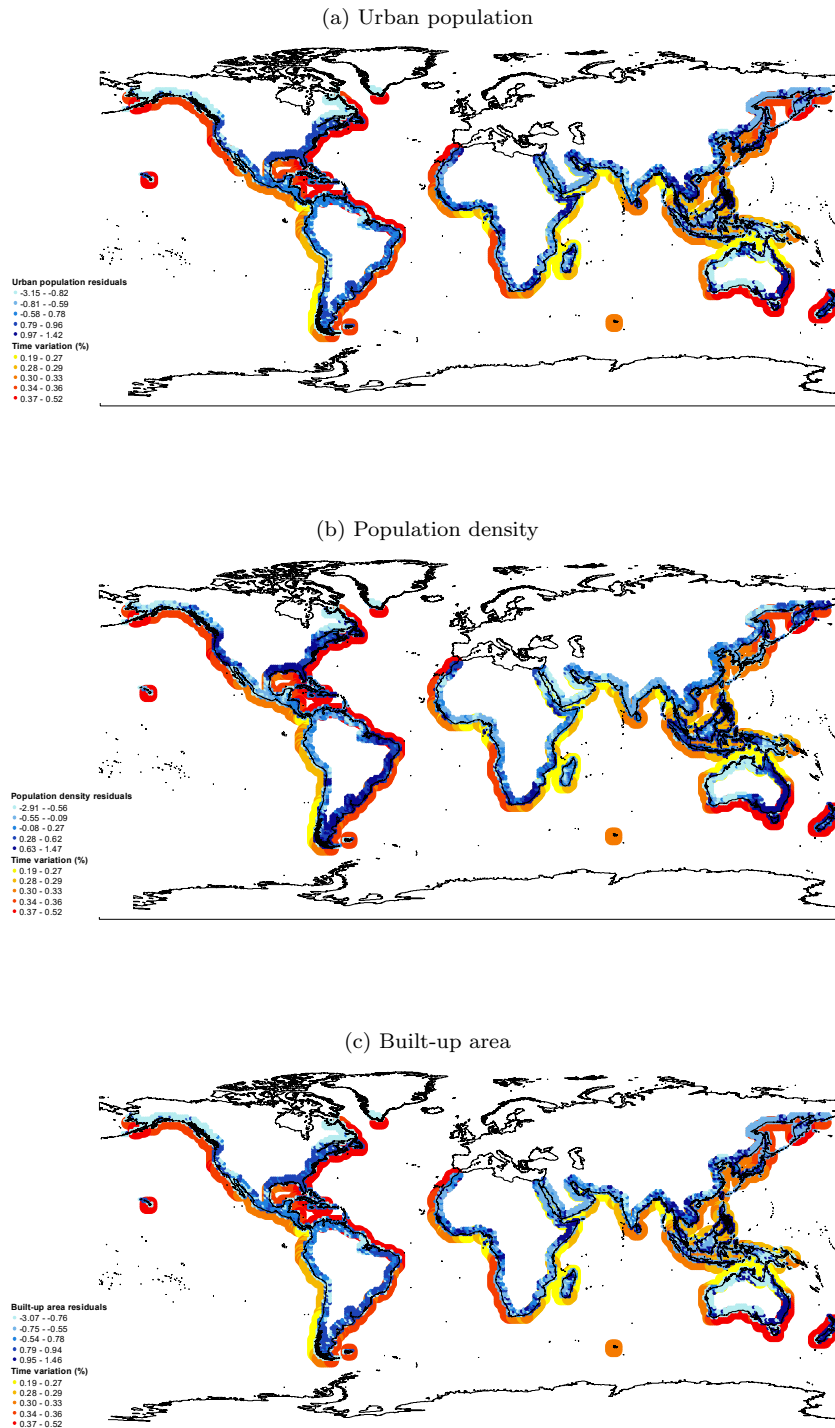 (a) Urban population
Urban population residuals
-3.15 - -0.82
-0.81 - -0.59
-0.58 - 0.78
0.79 - 0.96
0.97 - 1.42
Time variation (%)
0.19 - 0.27
0.28 - 0.29
0.30 - 0.33
0.34 - 0.36
0.37 - 0.52
(b) Population density
Population density residuals
-2.91 - -0.56
-0.55 - -0.09
-0.08 - 0.27
0.28 - 0.62
0.63 - 1.47
Time variation (%)
0.19 - 0.27
0.28 - 0.29
0.30 - 0.33
0.34 - 0.36
0.37 - 0.52
(c) Built-up area
Built-up area residuals
-3.07 - -0.76
-0.75 - -0.55
-0.54 - 0.78
0.79 - 0.94
0.95 - 1.46
Time variation (%)
0.19 - 0.27
0.28 - 0.29
0.30 - 0.33
0.34 - 0.36
0.37 - 0.52